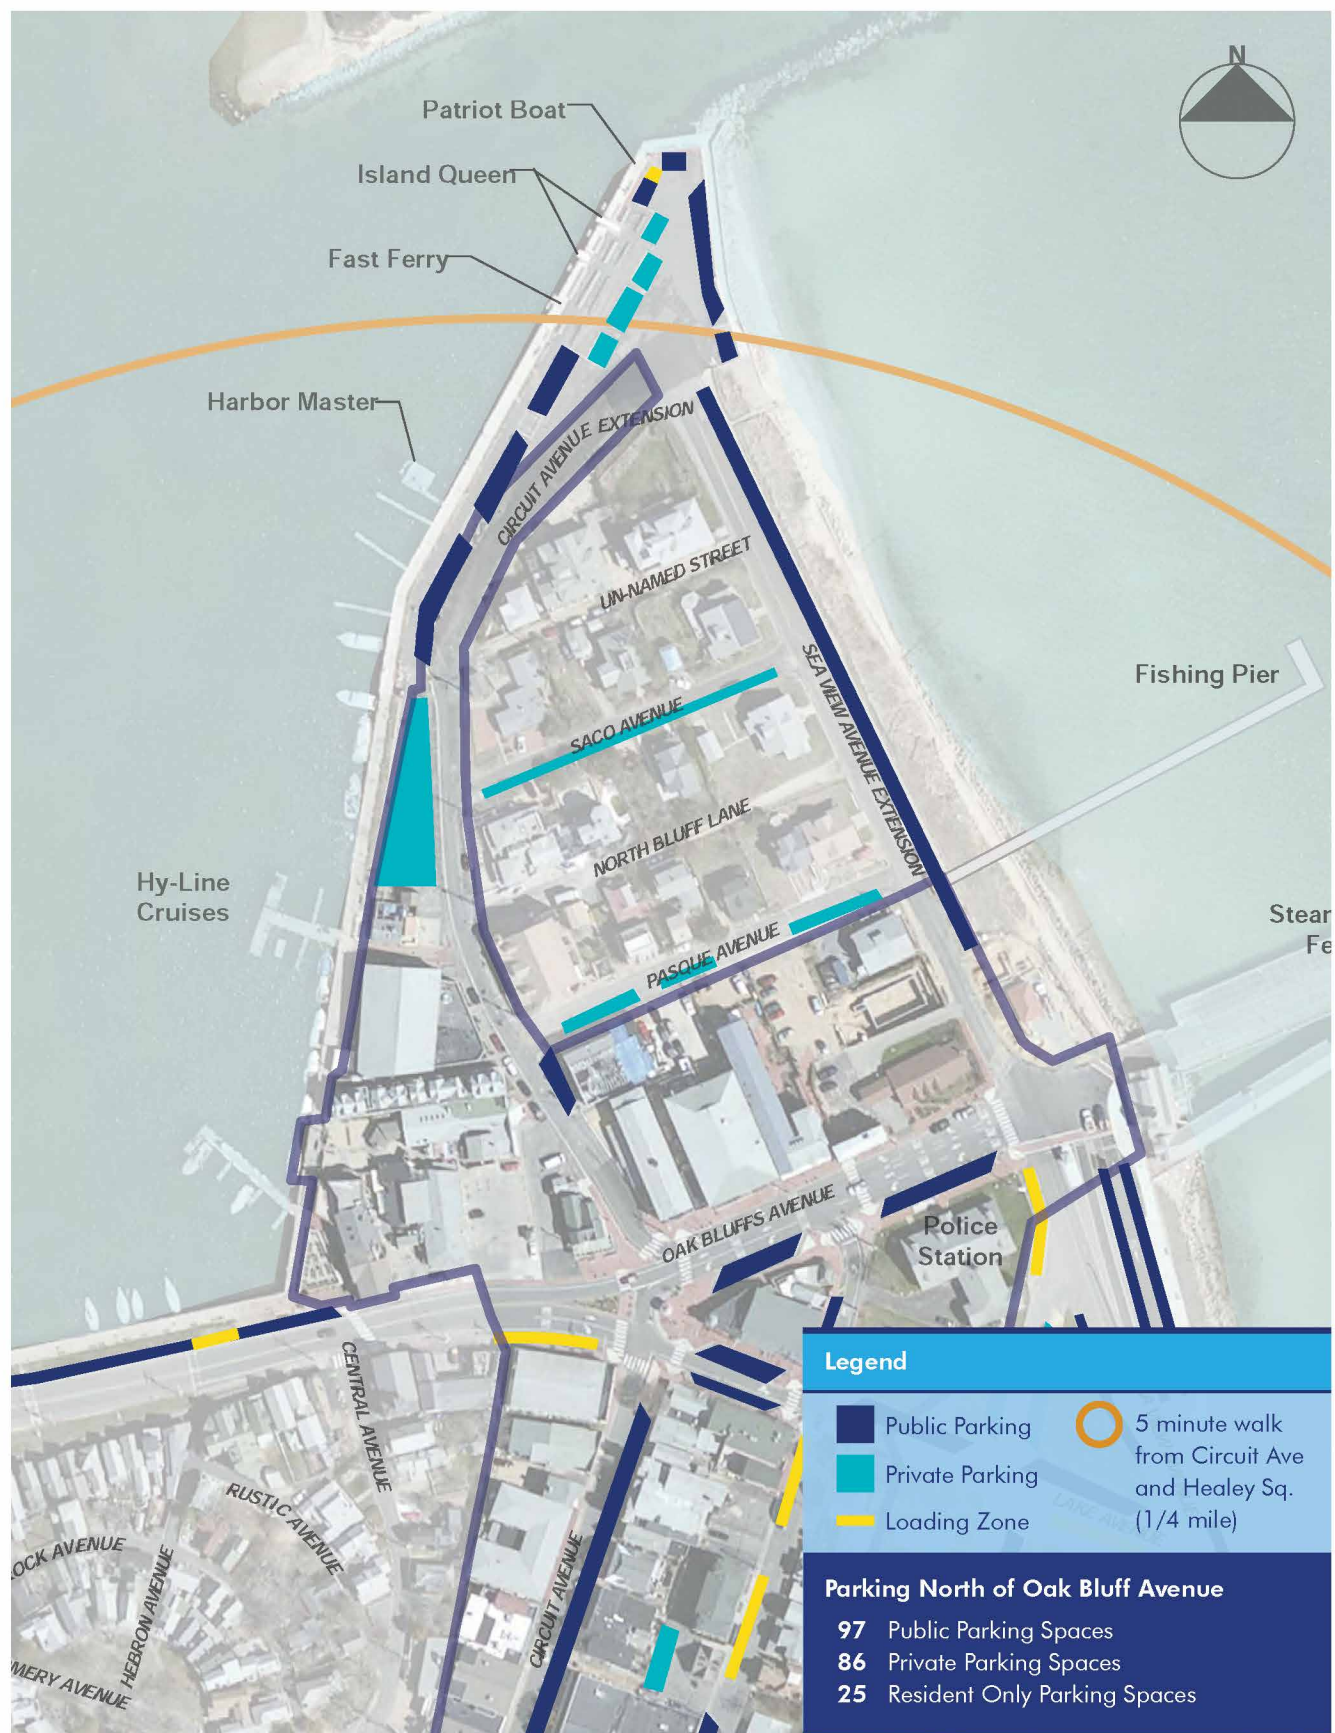 N
Patriot Boat
Island Queen
Fast Ferry
Harbor Master
CIRCUIT AVENUE EXTENSION
UN-NAMED STREET
SEA VIEW AVENUE EXTENSION
Fishing Pier
SACO AVENUE
NORTH BLUFF LANE
Hy-Line
Cruises
PASQUE AVENUE
OAK BLUFFS AVENUE
Police
Station
CENTRAL AVENUE
RUSTIC AVENUE
AVENUE
HEBRON AVENUE
AVENUE
CIRCUIT AVENUE
Legend
Public Parking
Private Parking
Loading Zone
5 minute walk
from Circuit Ave
and Healey Sq.
(1/4 mile)
Parking North of Oak Bluff Avenue
97 Public Parking Spaces
86 Private Parking Spaces
25 Resident Only Parking Spaces